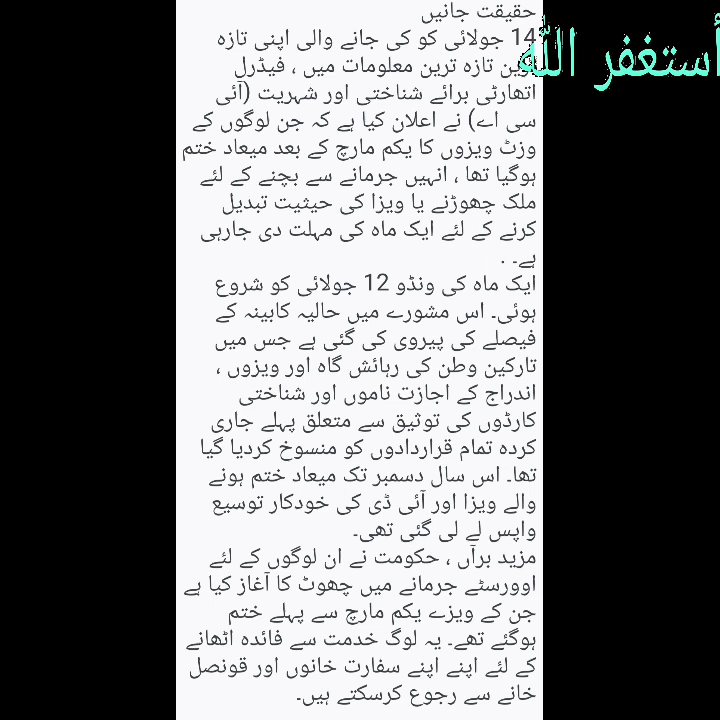 حقیقت جانیں
14 جولائی کو کی جانے والی اپنی تازہ
ترین تازہ ترین معلومات میں ، فیڈرل
اتھارٹی برائے شناختی اور شہریت (آئی
سی اے) نے اعلان کیا ہے کہ جن لوگوں کے
وزٹ ویزوں کا یکم مارچ کے بعد میعاد ختم
ہوگیا تھا ، انہیں جرمانے سے بچنے کے لئے
ملک چھوڑنے یا ویزا کی حیثیت تبدیل
کرنے کے لئے ایک ماہ کی مہلت دی جارہی
ہے۔ .
ایک ماہ کی ونڈو 12 جولائی کو شروع
ہوئی۔ اس مشورے میں حالیہ کابینہ کے
فیصلے کی پیروی کی گئی ہے جس میں
تارکین وطن کی رہائش گاہ اور ویزوں ،
اندراج کے اجازت ناموں اور شناختی
کارڈوں کی توثیق سے متعلق پہلے جاری
کردہ تمام قراردادوں کو منسوخ کردیا گیا
تھا۔ اس سال دسمبر تک میعاد ختم ہونے
والے ویزا اور آئی ڈی کی خودکار توسیع
واپس لے لی گئی تھی۔
مزید برآں ، حکومت نے ان لوگوں کے لئے
اوورسٹے جرمانے میں چھوٹ کا آغاز کیا ہے
جن کے ویزے یکم مارچ سے پہلے ختم
ہوگئے تھے۔ یہ لوگ خدمت سے فائدہ اٹھانے
کے لئے اپنے اپنے سفارت خانوں اور قونصل
خانے سے رجوع کرسکتے ہیں۔
أستغفر الله